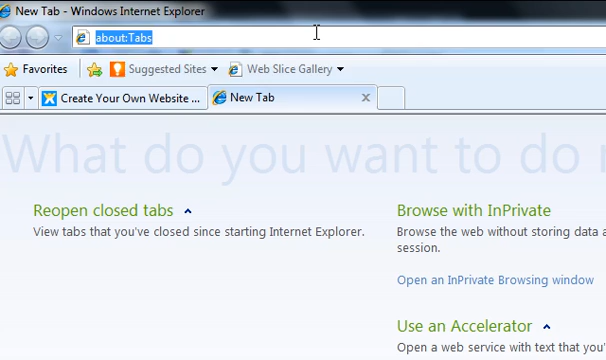 New Tab - Windows Internet Explorer
about:Tabs
Favorites Suggested Sites Web Slice Gallery
Create Your Own Website ... New Tab x
What do you want to do
Reopen closed tabs
View tabs that you've closed since starting Internet Explorer.
Browse with InPrivate
Browse the web without storing data
session.
Open an InPrivate Browsing window
Use an Accelerator
Open a web service with text that you'